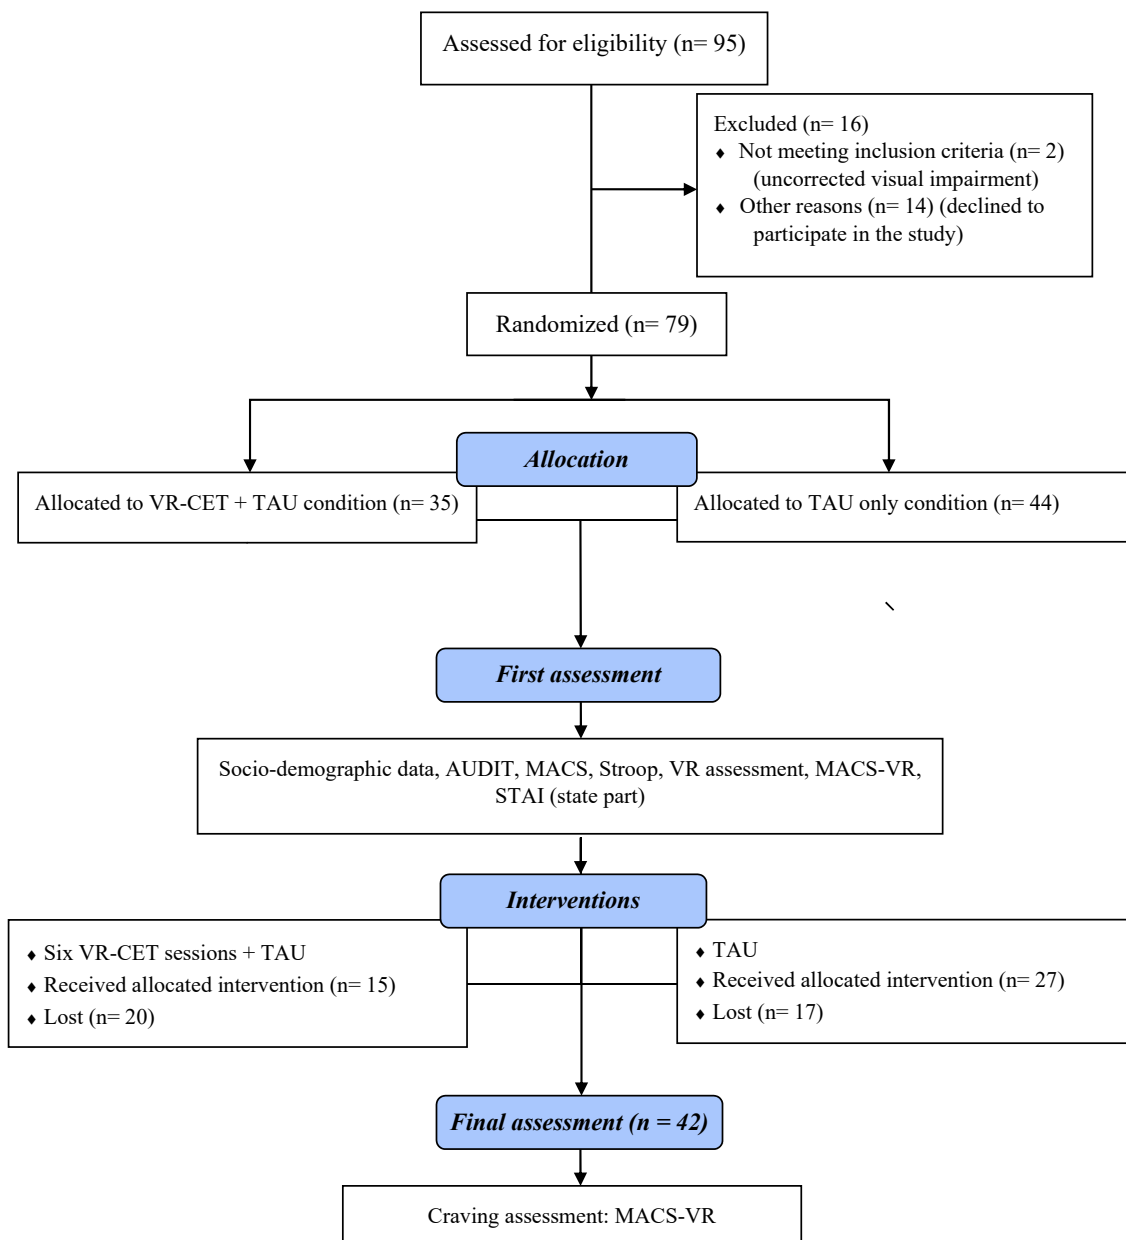 Assessed for eligibility (n= 95)
Excluded (n= 16)
♦ Not meeting inclusion criteria (n= 2)
(uncorrected visual impairment)
♦ Other reasons (n= 14) (declined to
participate in the study)
Randomized (n= 79)
Allocation
Allocated to VR-CET + TAU condition (n= 35)
Allocated to TAU only condition (n= 44)
First assessment
Socio-demographic data, AUDIT, MACS, Stroop, VR assessment, MACS-VR,
STAI (state part)
Interventions
♦ Six VR-CET sessions + TAU
♦ Received allocated intervention (n= 15)
♦ Lost (n= 20)
♦ TAU
♦ Received allocated intervention (n= 27)
♦ Lost (n= 17)
Final assessment (n = 42)
Craving assessment: MACS-VR